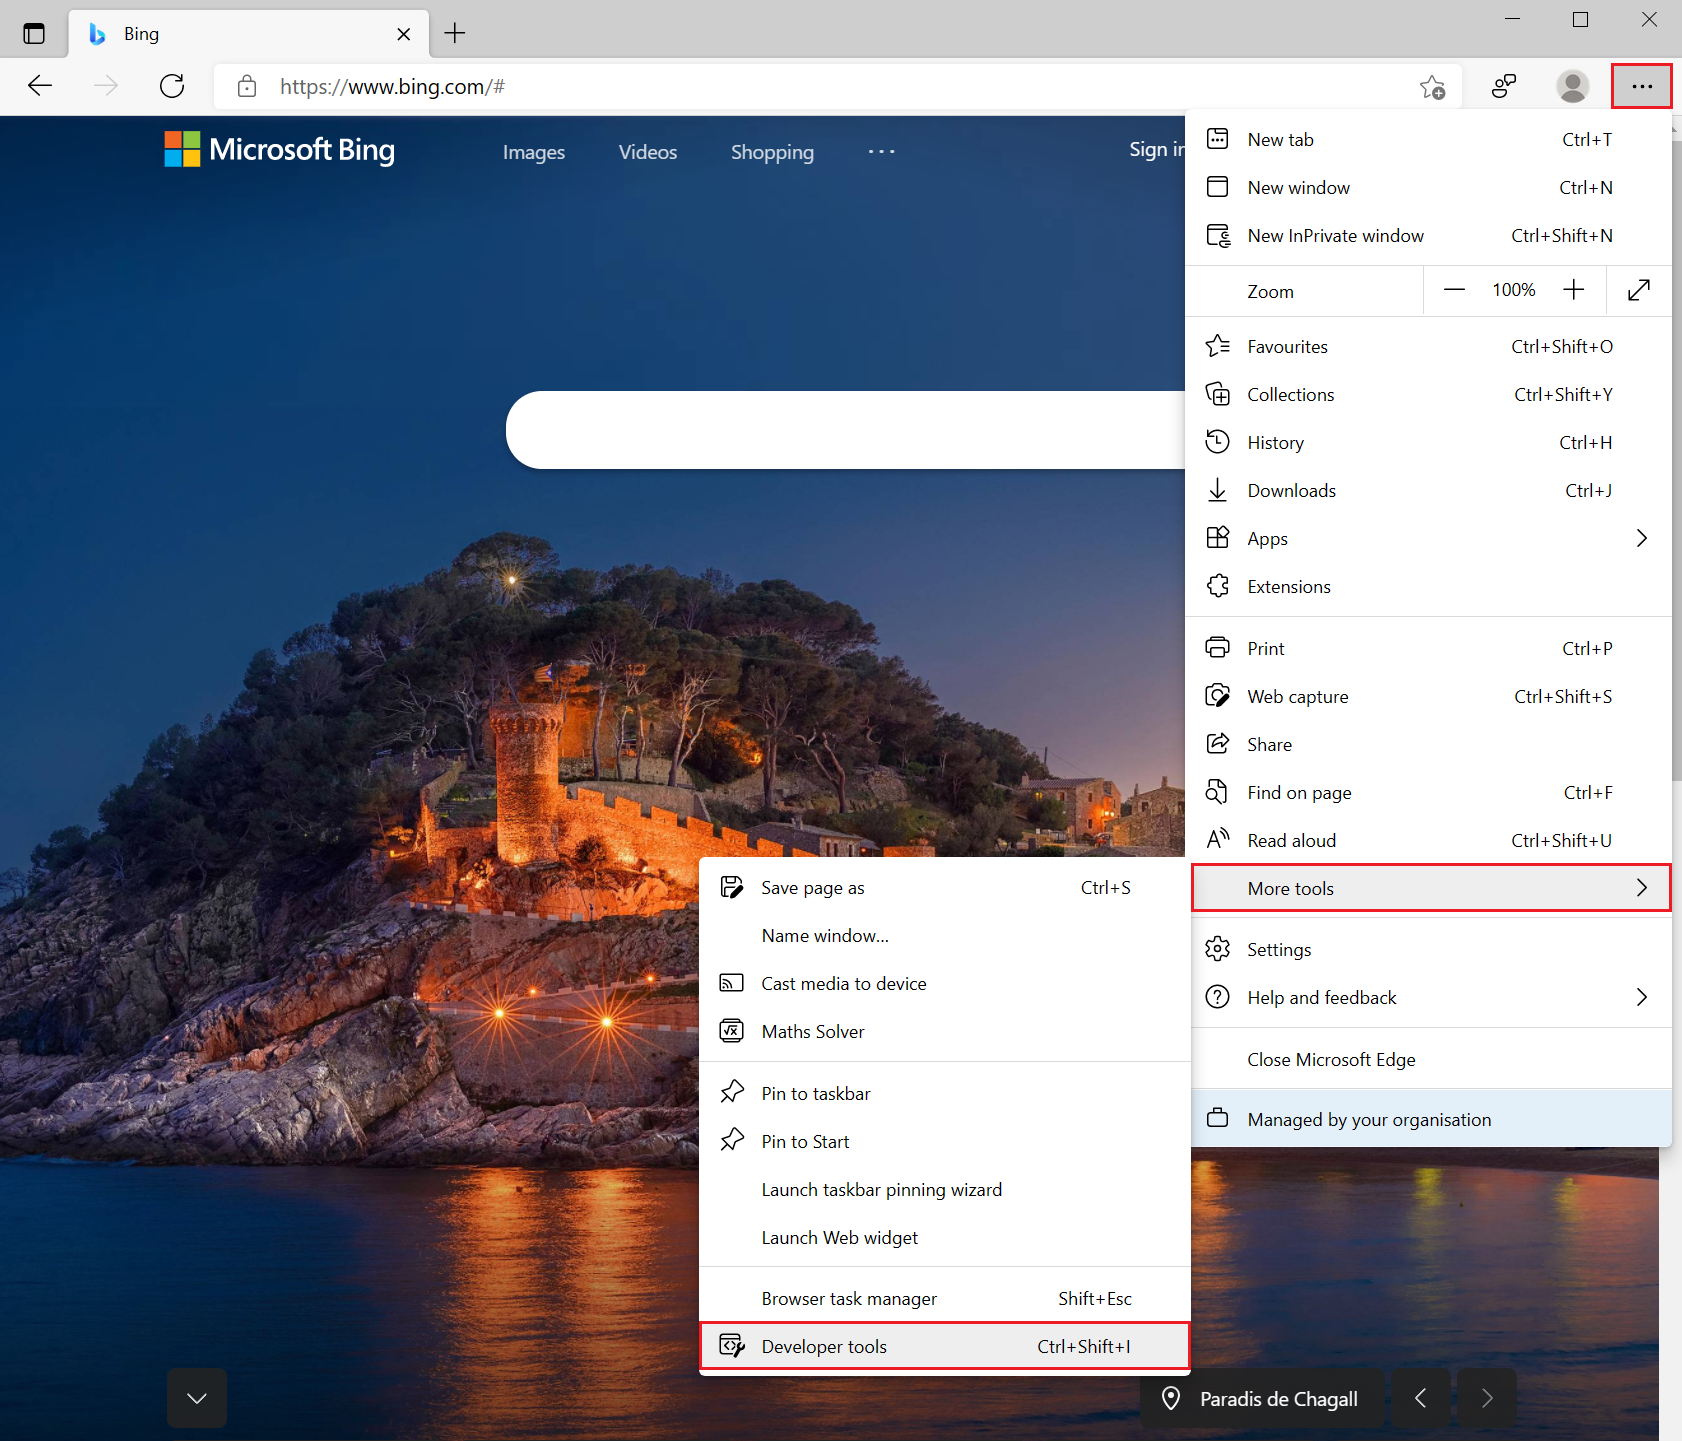 Bing
https://www.bing.com/#
Microsoft Bing
Images
Videos
Shopping
Sign in
New tab Ctrl+T
New window Ctrl+N
New InPrivate window Ctrl+Shift+N
Zoom 100%
Favourites Ctrl+Shift+O
Collections Ctrl+Shift+Y
History Ctrl+H
Downloads Ctrl+J
Apps
Extensions
Print Ctrl+P
Web capture Ctrl+Shift+S
Share
Find on page Ctrl+F
Read aloud Ctrl+Shift+U
More tools
Settings
Help and feedback
Close Microsoft Edge
Managed by your organisation
Save page as Ctrl+S
Name window...
Cast media to device
Maths Solver
Pin to taskbar
Pin to Start
Launch taskbar pinning wizard
Launch Web widget
Browser task manager Shift+Esc
Developer tools Ctrl+Shift+I
Paradis de Chagall